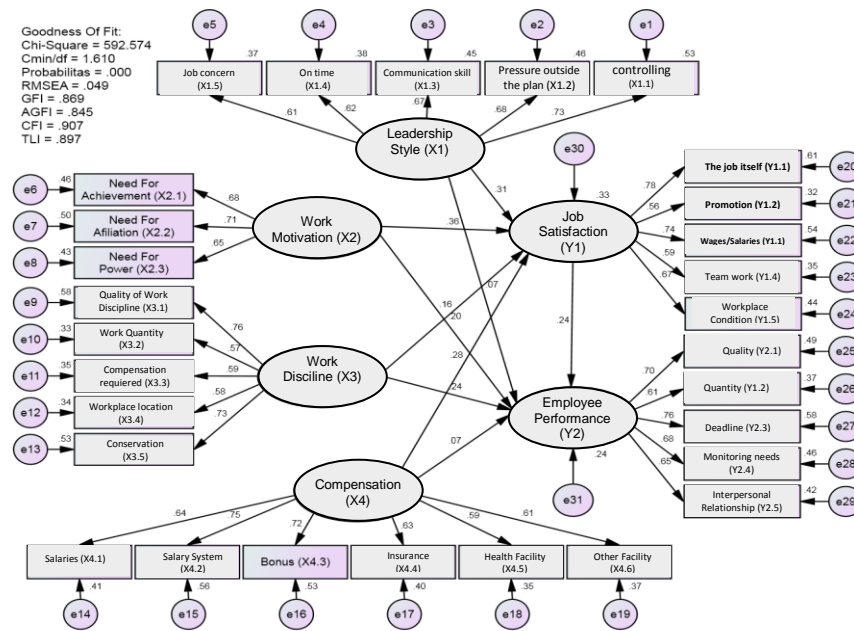 Goodness Of Fit:
Chi-Square = 592.574
Cmin/df = 1.610
Probabilitas = .000
RMSEA = .049
GFI = .869
AGFI = .845
CFI = .907
TLI = .897
e5
e4
e3
e2
e1
.37
.38
.45
.46
.53
Job concern
(X1.5)
On time
(X1.4)
Communication skill
(X1.3)
Pressure outside
the plan (X1.2)
controlling
(X1.1)
.61
.62
.67
.68
.73
Leadership
Style (X1)
e30
.31
.33
e6
.46
Need For
Achievement (X2.1)
.68
e7
.50
Need For
Afiliation (X2.2)
.71
e8
.43
Need For
Power (X2.3)
.65
Work
Motivation (X2)
.36
Job
Satisfaction
(Y1)
.78
The job itself (Y1.1)
.61
e20
.56
Promotion (Y1.2)
.32
e21
.74
Wages/Salaries (Y1.1)
.54
e22
.59
Team work (Y1.4)
.35
e23
.67
Workplace
Condition (Y1.5)
.44
e24
e9
.58
Quality of Work
Discipline (X3.1)
.76
e10
.33
Work Quantity
(X3.2)
.57
e11
.35
Compensation
requiered (X3.3)
.59
e12
.34
Workplace location
(X3.4)
.58
e13
.53
Conservation
(X3.5)
.73
Work
Disciline (X3)
.16
.20
.07
.28
.24
.24
.07
Employee
Performance
(Y2)
.24
e31
.70
Quality (Y2.1)
.49
e25
.61
Quantity (Y1.2)
.37
e26
.76
Deadline (Y2.3)
.58
e27
.68
Monitoring needs
(Y2.4)
.46
e28
.65
Interpersonal
Relationship (Y2.5)
.42
e29
Compensation
(X4)
.64
.75
.72
.63
.59
.61
Salaries (X4.1)
Salary System
(X4.2)
Bonus (X4.3)
Insurance
(X4.4)
Health Facility
(X4.5)
Other Facility
(X4.6)
.41
.56
.53
.40
.35
.37
e14
e15
e16
e17
e18
e19